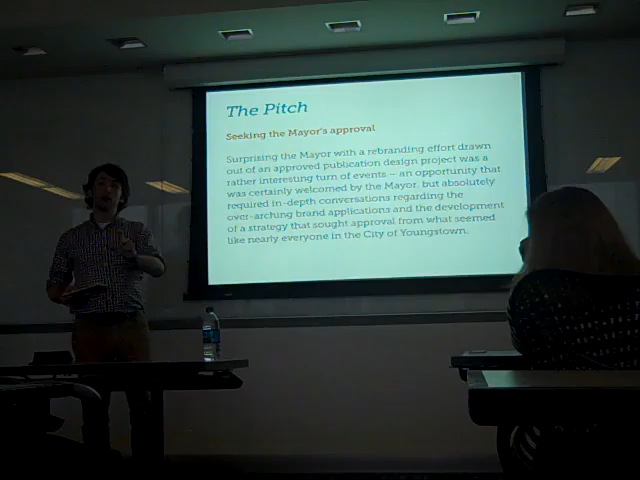 The Pitch
Seeking the Mayor's approval
Surprising the Mayor with a rebranding effort drawn
out of an approved publication design project was a
rather interesting turn of events – an opportunity that
was certainly welcomed by the Mayor, but absolutely
required in-depth conversations regarding the
over-arching brand applications and the development
of a strategy that sought approval from what seemed
like nearly everyone in the City of Youngstown.